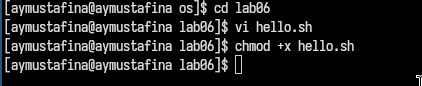 [aymustafina@aymustafina os]$ cd lab06
[aymustafina@aymustafina lab06]$ vi hello.sh
[aymustafina@aymustafina lab06]$ chmod +x hello.sh
[aymustafina@aymustafina lab06]$